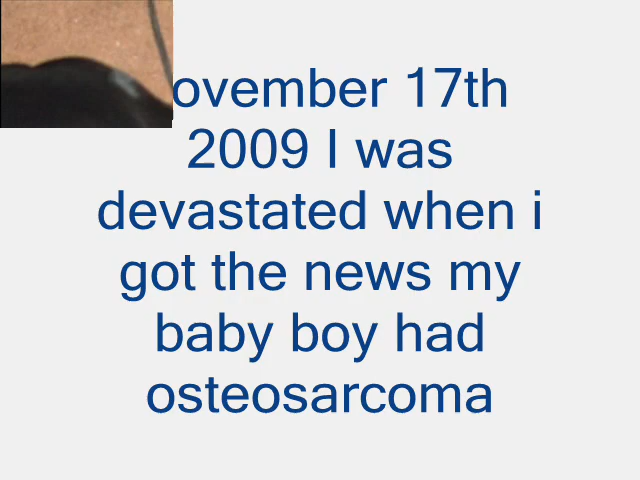 ovember 17th
2009 I was
devastated when i
got the news my
baby boy had
osteosarcoma